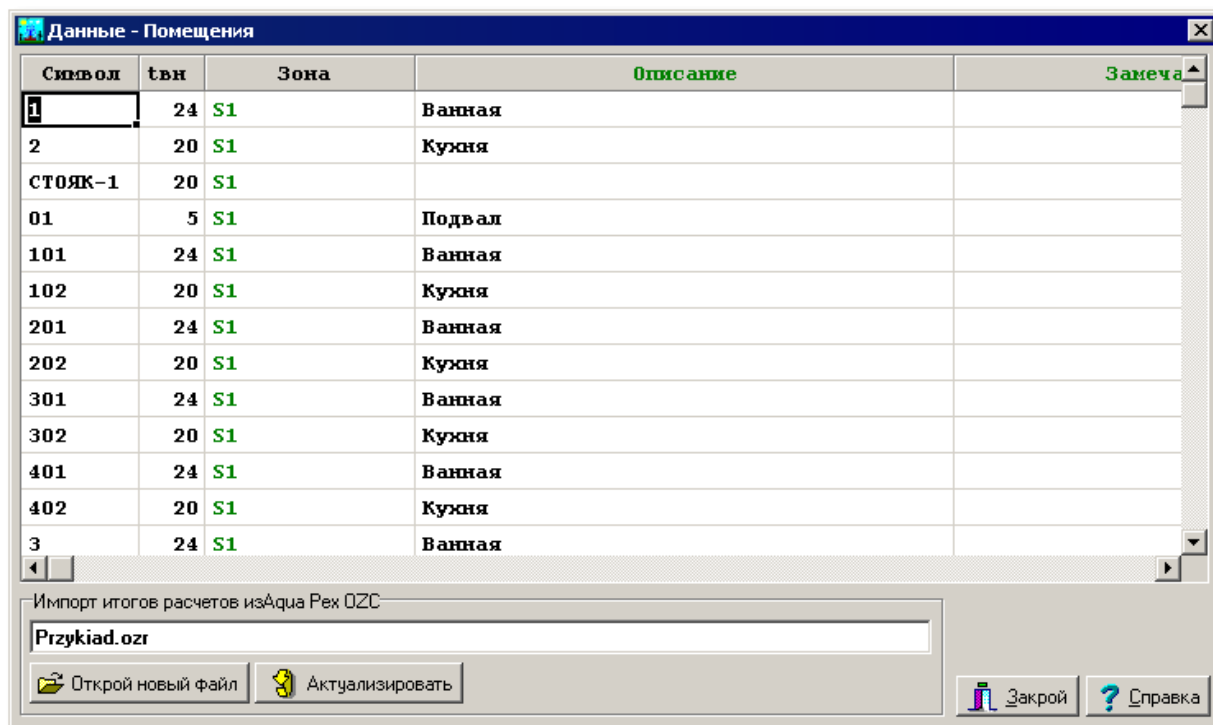 Данные - Помещения
Символ tвн Зона Описание Замеча
1 24 S1 Ванная
2 20 S1 Кухня
СТОЯК-1 20 S1
01 5 S1 Подвал
101 24 S1 Ванная
102 20 S1 Кухня
201 24 S1 Ванная
202 20 S1 Кухня
301 24 S1 Ванная
302 20 S1 Кухня
401 24 S1 Ванная
402 20 S1 Кухня
3 24 S1 Ванная
Импорт итогов расчетов изAqua Pex OZC
Przykiad.ozr
Открой новый файл Актуализировать Закрой Справка